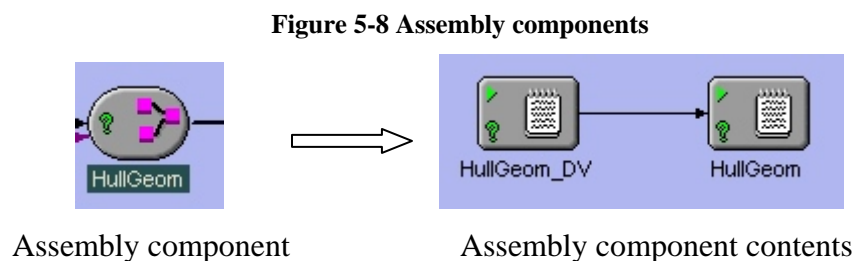 Figure 5-8 Assembly components
HullGeom
HullGeom_DV
HullGeom
Assembly component
Assembly component contents